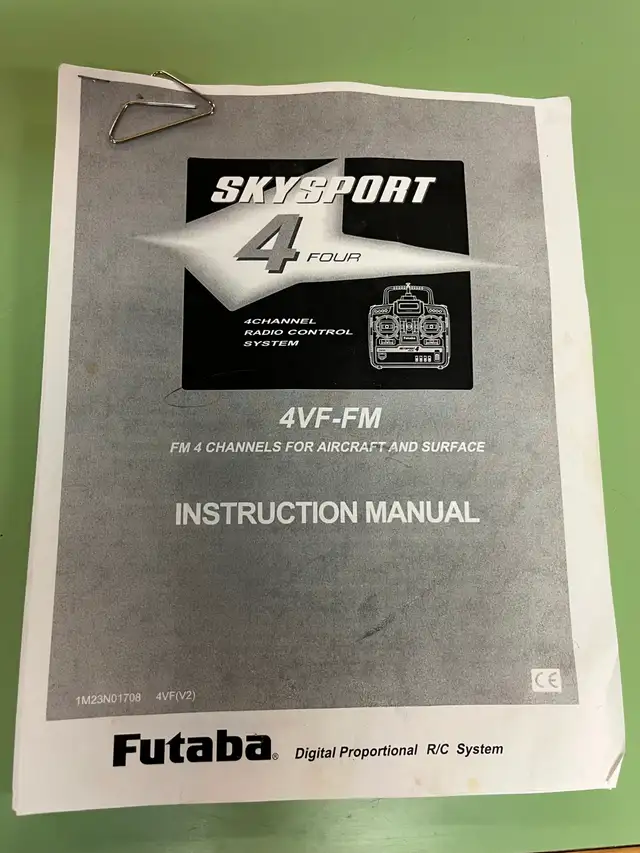 SKYSPORT
4 FOUR
4CHANNEL
RADIO CONTROL
SYSTEM
4VF-FM
FM 4 CHANNELS FOR AIRCRAFT AND SURFACE
INSTRUCTION MANUAL
1M23N01708 4VF(V2)
CE
Futaba® Digital Proportional R/C System